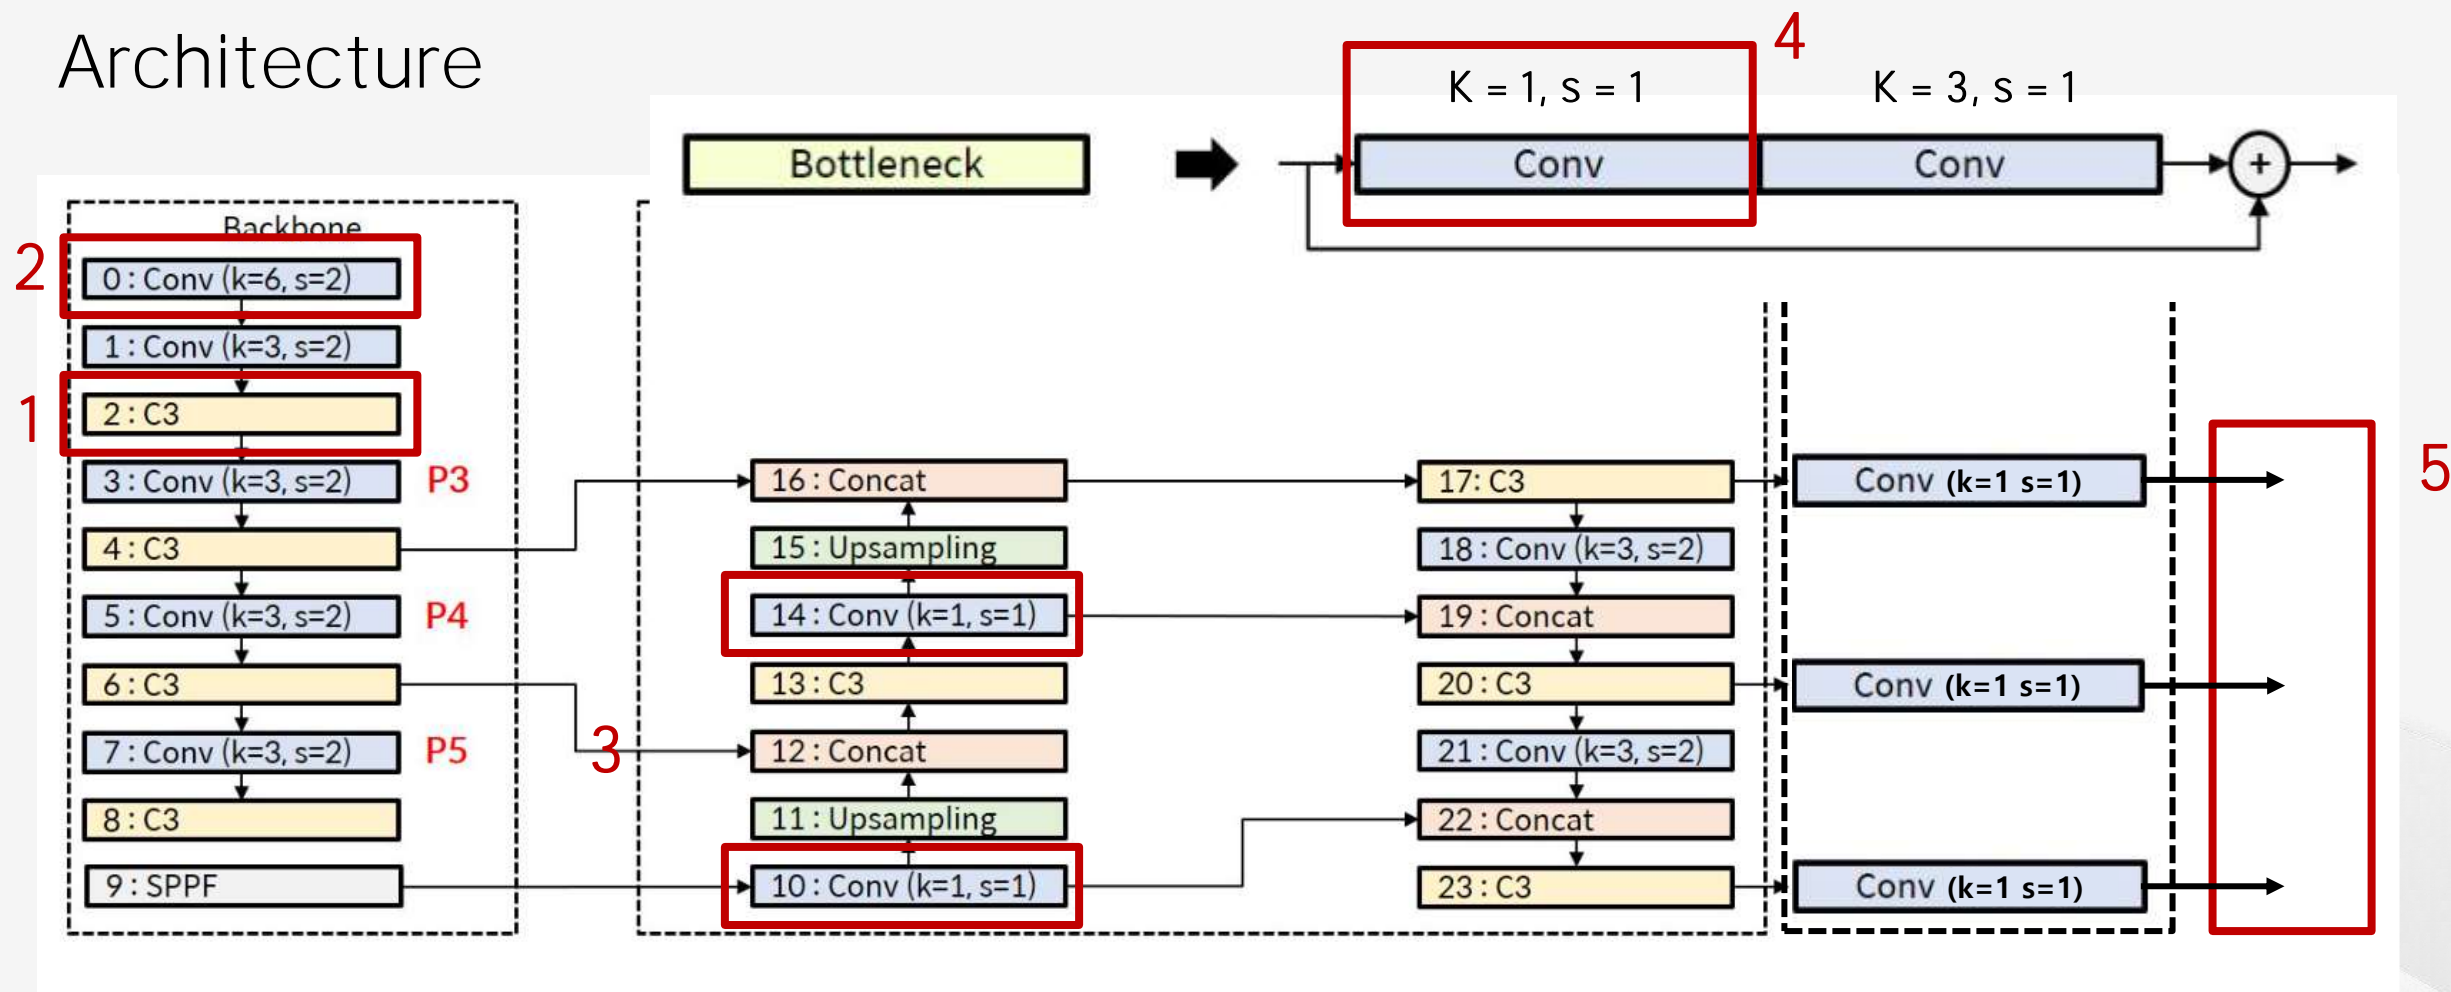 Architecture
4
K = 1, s = 1
K = 3, s = 1
Bottleneck
Conv
Conv
+
Backbone
2
0 : Conv (k=6, s=2)
1 : Conv (k=3, s=2)
1
2 : C3
3 : Conv (k=3, s=2)
P3
4 : C3
5 : Conv (k=3, s=2)
P4
6 : C3
7 : Conv (k=3, s=2)
P5
8 : C3
9 : SPPF
3
16 : Concat
15 : Upsampling
14 : Conv (k=1, s=1)
13 : C3
12 : Concat
11 : Upsampling
10 : Conv (k=1, s=1)
17: C3
18 : Conv (k=3, s=2)
19 : Concat
20 : C3
21 : Conv (k=3, s=2)
22 : Concat
23 : C3
Conv (k=1 s=1)
Conv (k=1 s=1)
Conv (k=1 s=1)
5